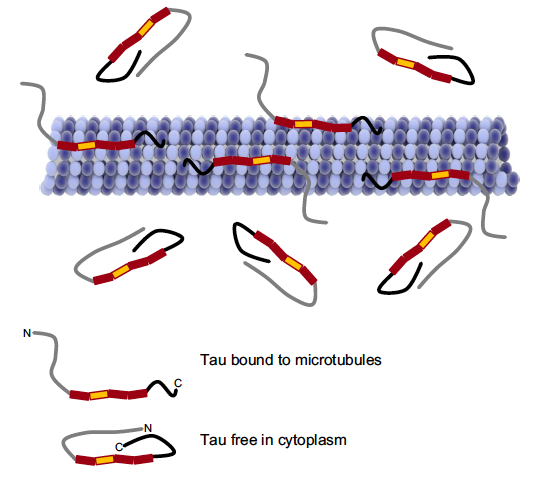 N
Tau bound to microtubules
C
N
C
Tau free in cytoplasm